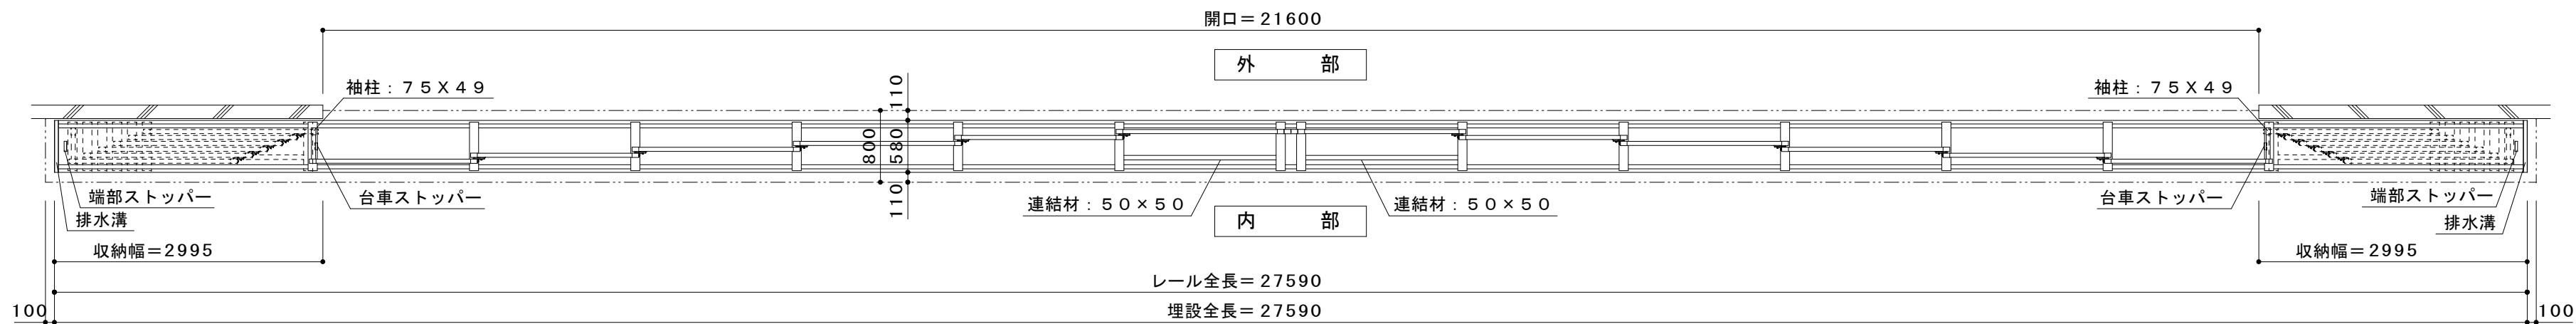 開口＝21600
外　部
袖柱：７５Ｘ４９
袖柱：７５Ｘ４９
110
800
580
110
端部ストッパー
排水溝
台車ストッパー
連結材：５０×５０
連結材：５０×５０
内　部
台車ストッパー
端部ストッパー
排水溝
収納幅＝2995
収納幅＝2995
レール全長＝27590
100
埋設全長＝27590
100